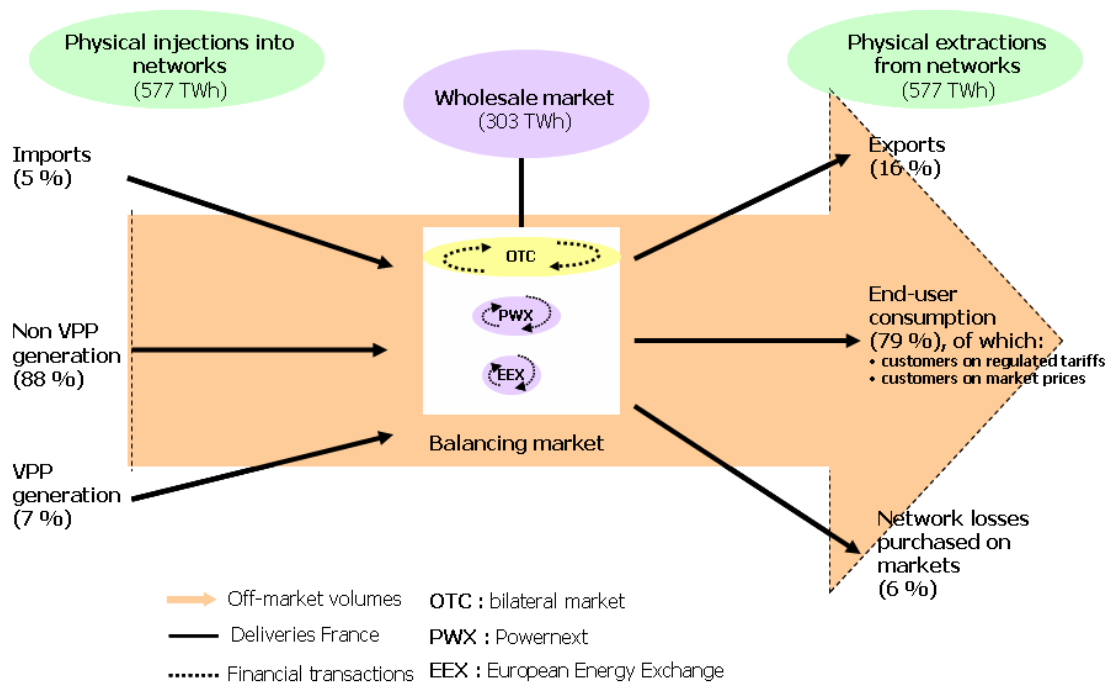 Physical injections into
networks
(577 TWh)
Wholesale market
(303 TWh)
Physical extractions
from networks
(577 TWh)
Imports
(5 %)
Non VPP
generation
(88 %)
VPP
generation
(7 %)
OTC
PWX
EEX
Balancing market
Exports
(16 %)
End-user
consumption
(79 %), of which:
• customers on regulated tariffs
• customers on market prices
Network losses
purchased on
markets
(6 %)
Off-market volumes
Deliveries France
Financial transactions
OTC : bilateral market
PWX : Powernext
EEX : European Energy Exchange